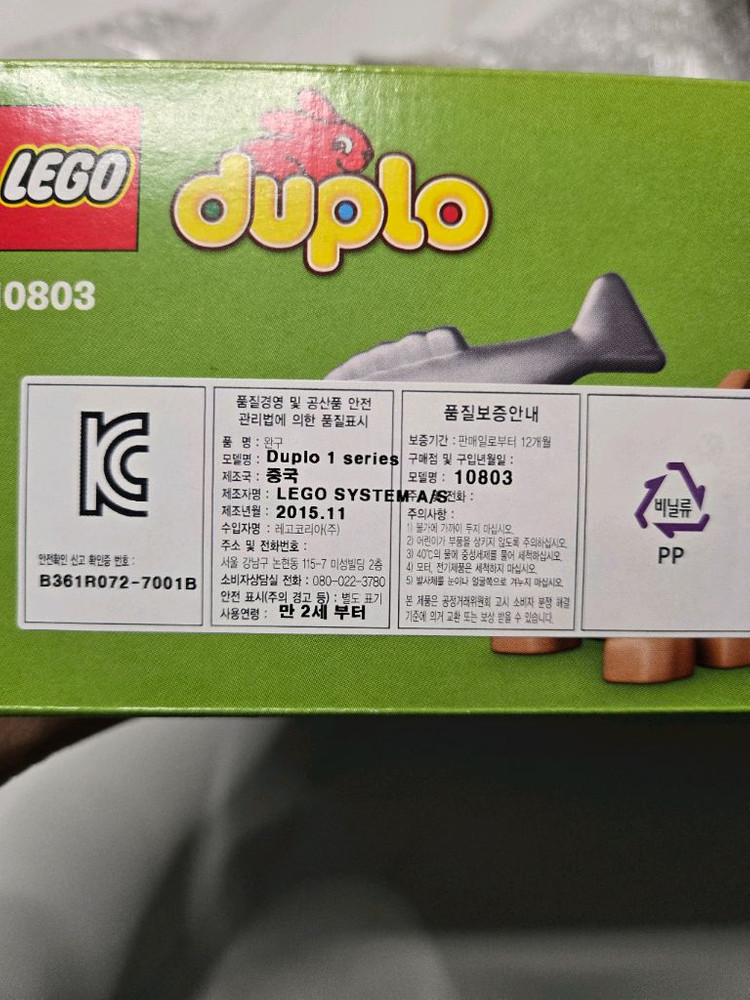 LEGO
duplo
10803
KC
안전확인 신고 확인증 번호 :
B361R072-7001B
품질경영 및 공산품 안전
관리법에 의한 품질표시
품 명 : 완구
모델명 : Duplo 1 series
제조국 : 중국
제조자명 : LEGO SYSTEM A/S
제조년월 : 2015.11
수입자명 : 레고코리아(주)
주소 및 전화번호 :
서울 강남구 논현동 115-7 미성빌딩 2층
소비자상담실 전화 : 080-022-3780
안전 표시(주의 경고 등) : 별도 표기
사용연령 : 만 2세 부터
품질보증안내
보증기간 : 판매일로부터 12개월
구매점 및 구입년월일 :
모델명 : 10803
전화 :
주의사항 :
1) 불가에 가까이 두지 마십시오.
2) 어린이가 부품을 삼키지 않도록 주의하십시오.
3) 40℃의 물에 중성세제를 풀어 세척하십시오.
4) 모터, 전기제품은 세척하지 마십시오.
5) 발사체를 눈이나 얼굴쪽으로 겨누지 마십시오.
본 제품은 공정거래위원회 고시 소비자 분쟁 해결
기준에 의거 교환 또는 보상 받을 수 있습니다.
비닐류
PP